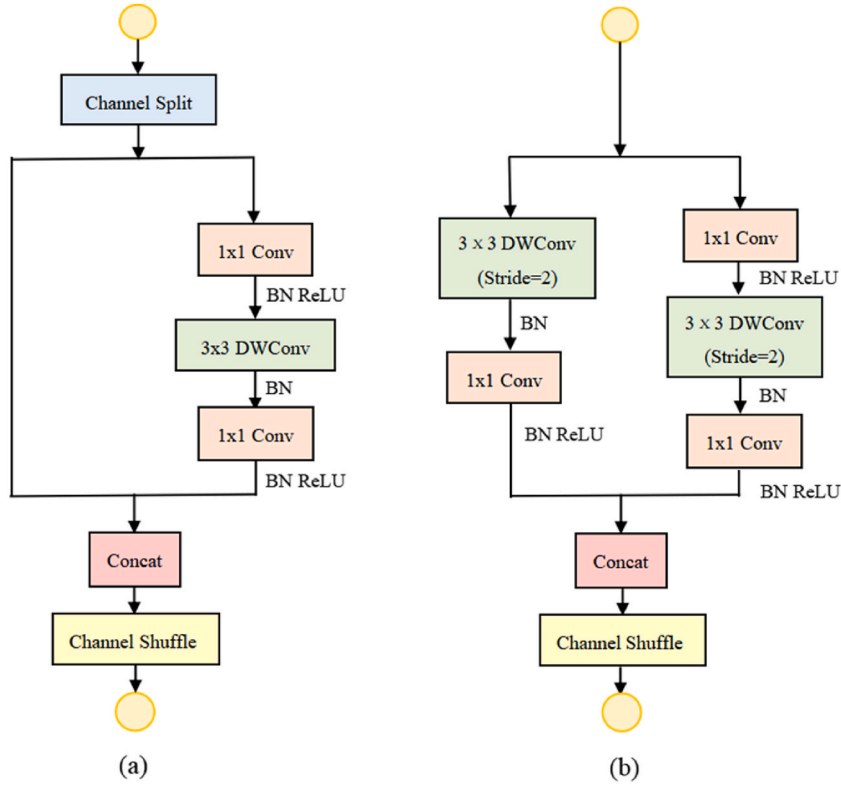 Channel Split
1x1 Conv
BN ReLU
3x3 DWConv
BN
1x1 Conv
BN ReLU
Concat
Channel Shuffle
(a)
3 x 3 DWConv
(Stride=2)
BN
1x1 Conv
BN ReLU
1x1 Conv
BN ReLU
3 x 3 DWConv
(Stride=2)
BN
1x1 Conv
BN ReLU
Concat
Channel Shuffle
(b)